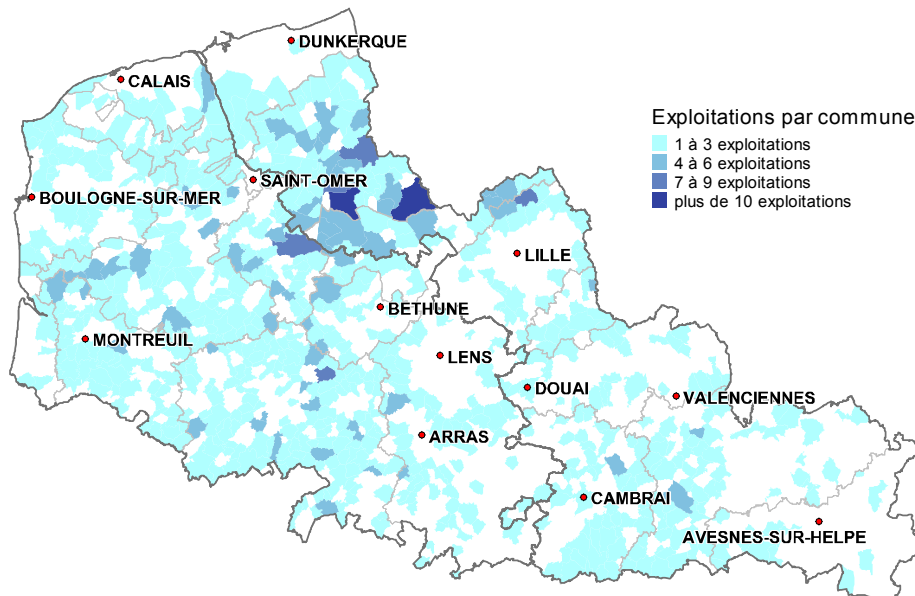 DUNKERQUE
CALAIS
Exploitations par commune
1 à 3 exploitations
4 à 6 exploitations
7 à 9 exploitations
plus de 10 exploitations
SAINT-OMER
BOULOGNE-SUR-MER
LILLE
BETHUNE
MONTREUIL
LENS
DOUAI
VALENCIENNES
ARRAS
CAMBRAI
AVESNES-SUR-HELPE